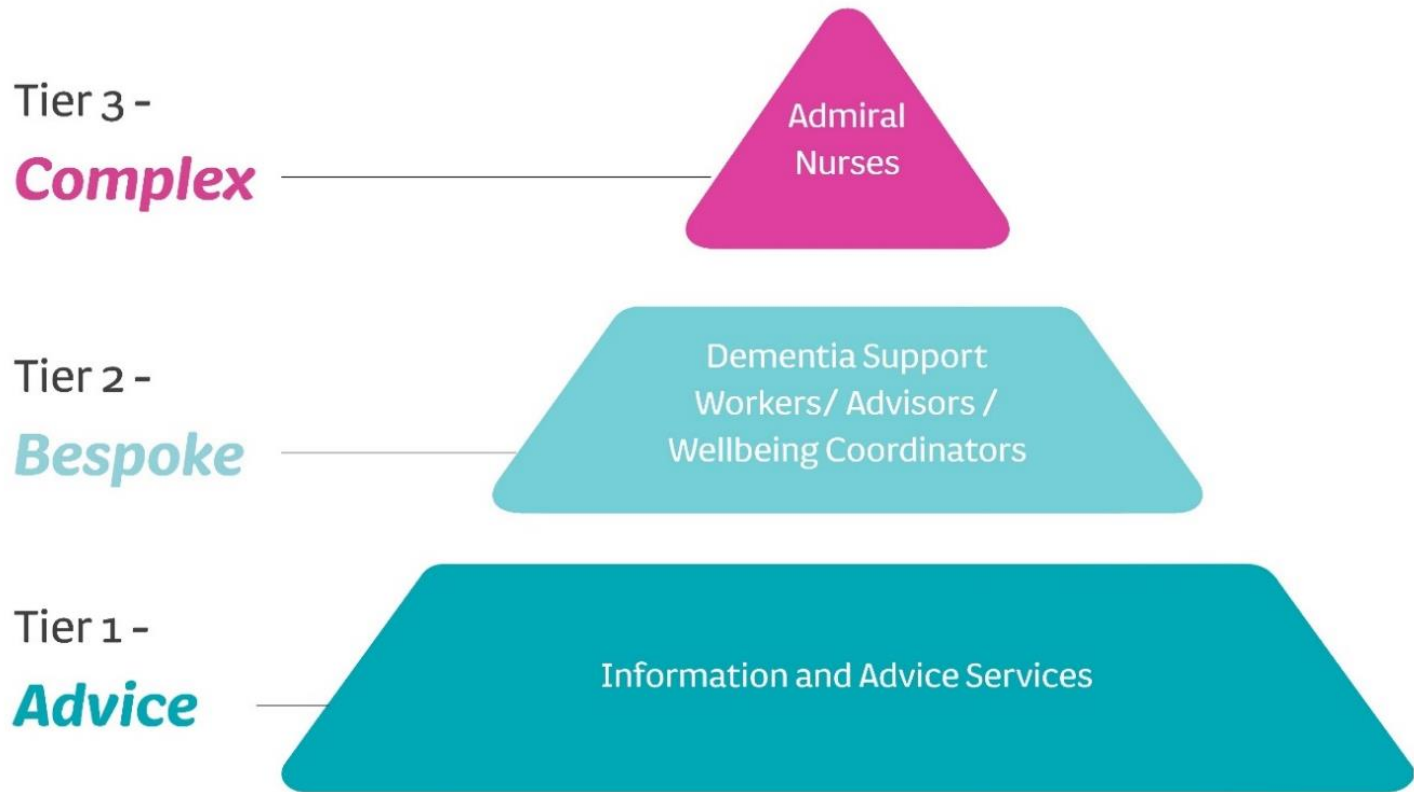 Tier 3 -
Complex
Admiral
Nurses
Tier 2 -
Bespoke
Dementia Support
Workers/ Advisors /
Wellbeing Coordinators
Tier 1 -
Advice
Information and Advice Services